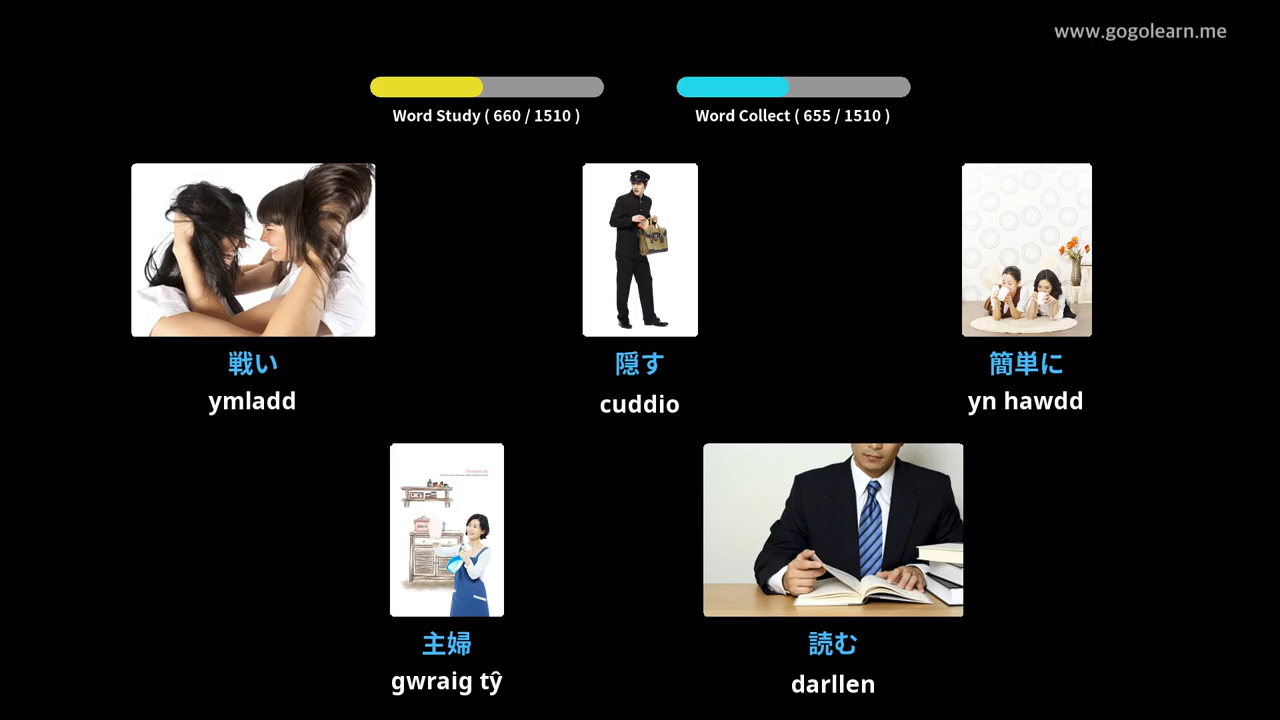 www.gogolearn.me
Word Study ( 660 / 1510 )
Word Collect ( 655 / 1510 )
戦い
ymladd
隠す
cuddio
簡単に
yn hawdd
主婦
gwraig tŷ
読む
darllen